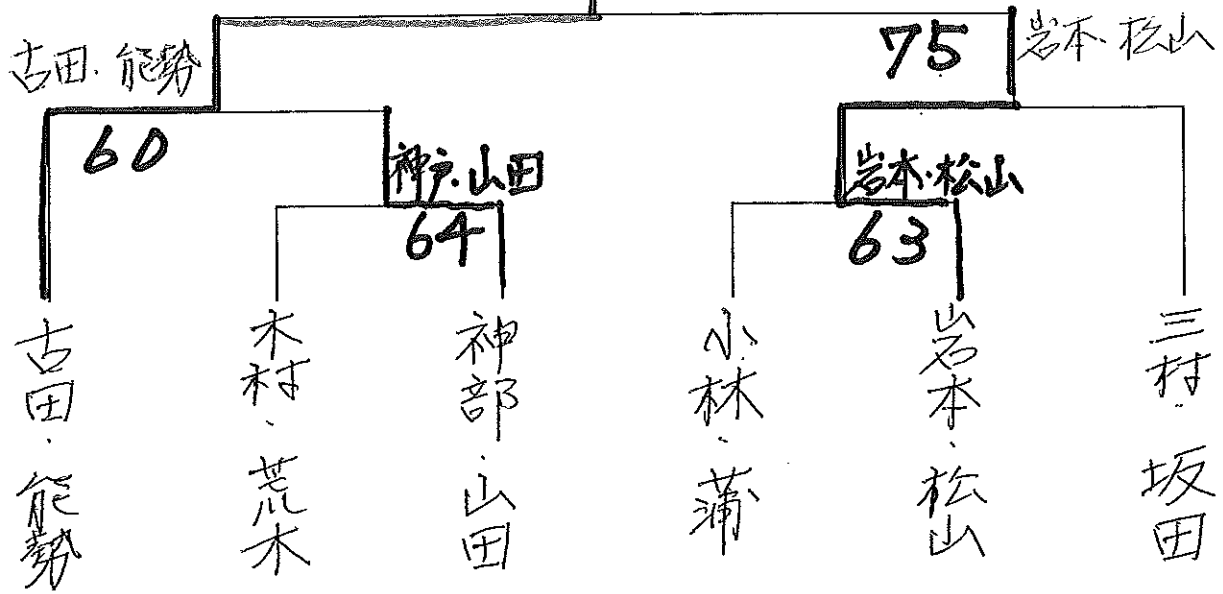 古田・能勢
75
岩本・松山
60
神戸・山田
64
岩本・松山
63
古田・能勢
木村・荒木
神部・山田
小林・蒲
岩本・松山
三村・坂田